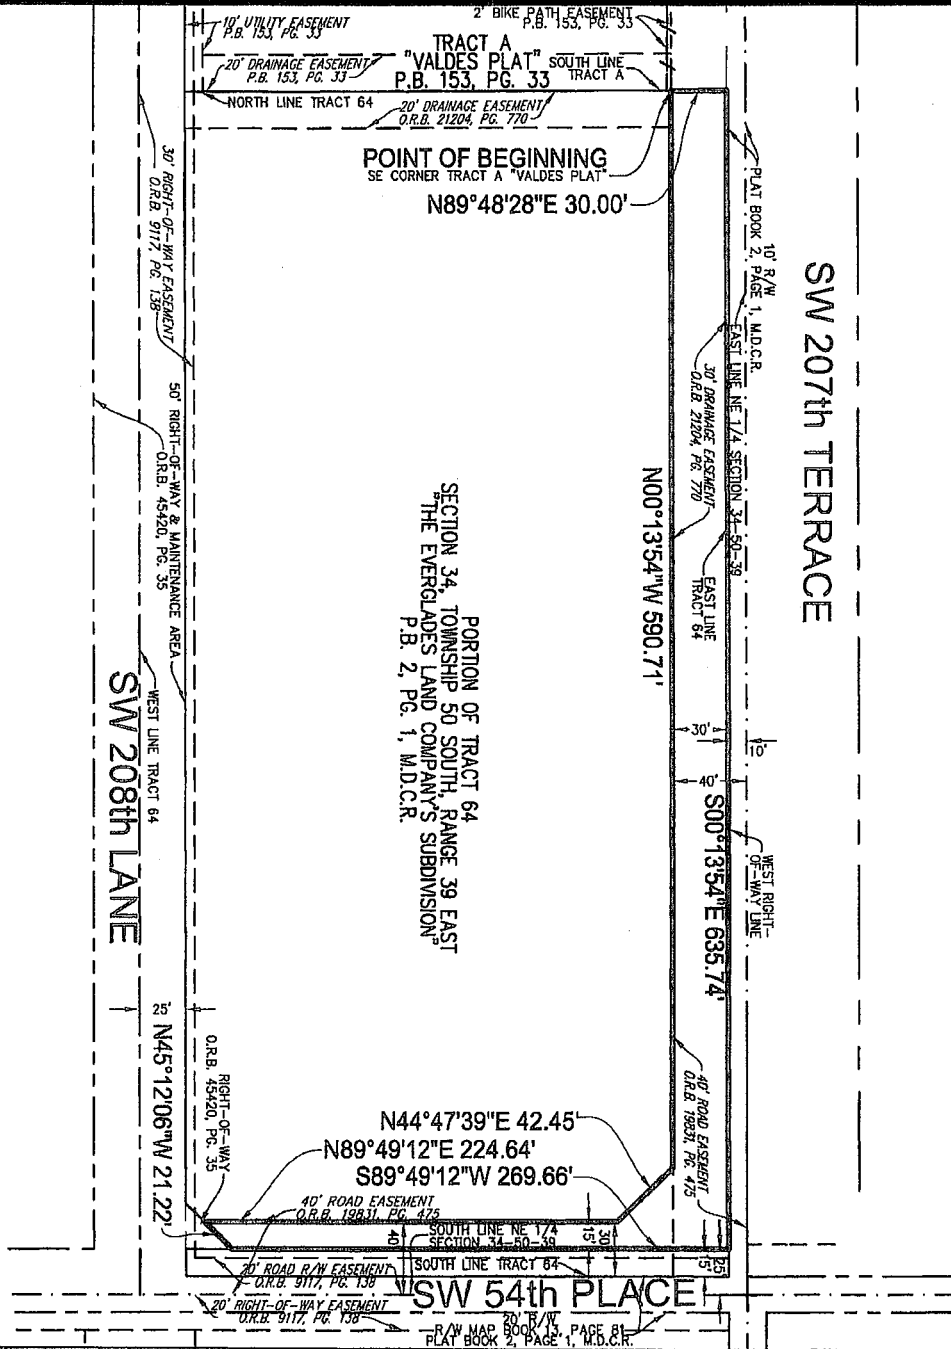 10' UTILITY EASEMENT
P.B. 153, PG. 33
2' BIKE PATH EASEMENT
P.B. 153, PG. 33
TRACT A
"VALDES PLAT"
P.B. 153, PG. 33
20' DRAINAGE EASEMENT
P.B. 153, PG. 33
SOUTH LINE
TRACT A
NORTH LINE TRACT 64
20' DRAINAGE EASEMENT
O.R.B. 21204, PG. 770
POINT OF BEGINNING
SE CORNER TRACT A "VALDES PLAT"
N89°48'28"E 30.00'
30' RIGHT-OF-WAY EASEMENT
O.R.B. 9117, PG. 138
10' R/W
PLAT BOOK 2, PAGE 1, M.D.C.R.
SW 207th TERRACE
EAST LINE NE 1/4 SECTION 34-50-39
30' DRAINAGE EASEMENT
O.R.B. 21204, PG. 770
50' RIGHT-OF-WAY & MAINTENANCE AREA
O.R.B. 45420, PG. 35
N00°13'54"W 590.71'
EAST LINE
TRACT 64
PORTION OF TRACT 64
SECTION 34, TOWNSHIP 50 SOUTH, RANGE 39 EAST
"THE EVERGLADES LAND COMPANY'S SUBDIVISION"
P.B. 2, PG. 1, M.D.C.R.
WEST LINE TRACT 64
SW 208th LANE
30'
10'
40'
S00°13'54"E 635.74'
WEST RIGHT-
OF-WAY LINE
25'
N45°12'06"W 21.22'
RIGHT-OF-WAY
O.R.B. 45420, PG. 35
40' ROAD EASEMENT
O.R.B. 19831, PG. 475
N44°47'39"E 42.45'
N89°49'12"E 224.64'
S89°49'12"W 269.66'
40' ROAD EASEMENT
O.R.B. 19831, PG. 475
SOUTH LINE NE 1/4
SECTION 34-50-39
40'
15'
30'
15'
25'
SOUTH LINE TRACT 64
20' ROAD R/W EASEMENT
O.R.B. 9117, PG. 138
SW 54th PLACE
20' RIGHT-OF-WAY EASEMENT
O.R.B. 9117, PG. 138
20' R/W
R/W MAP BOOK 13, PAGE 81
PLAT BOOK 2, PAGE 1, M.D.C.R.